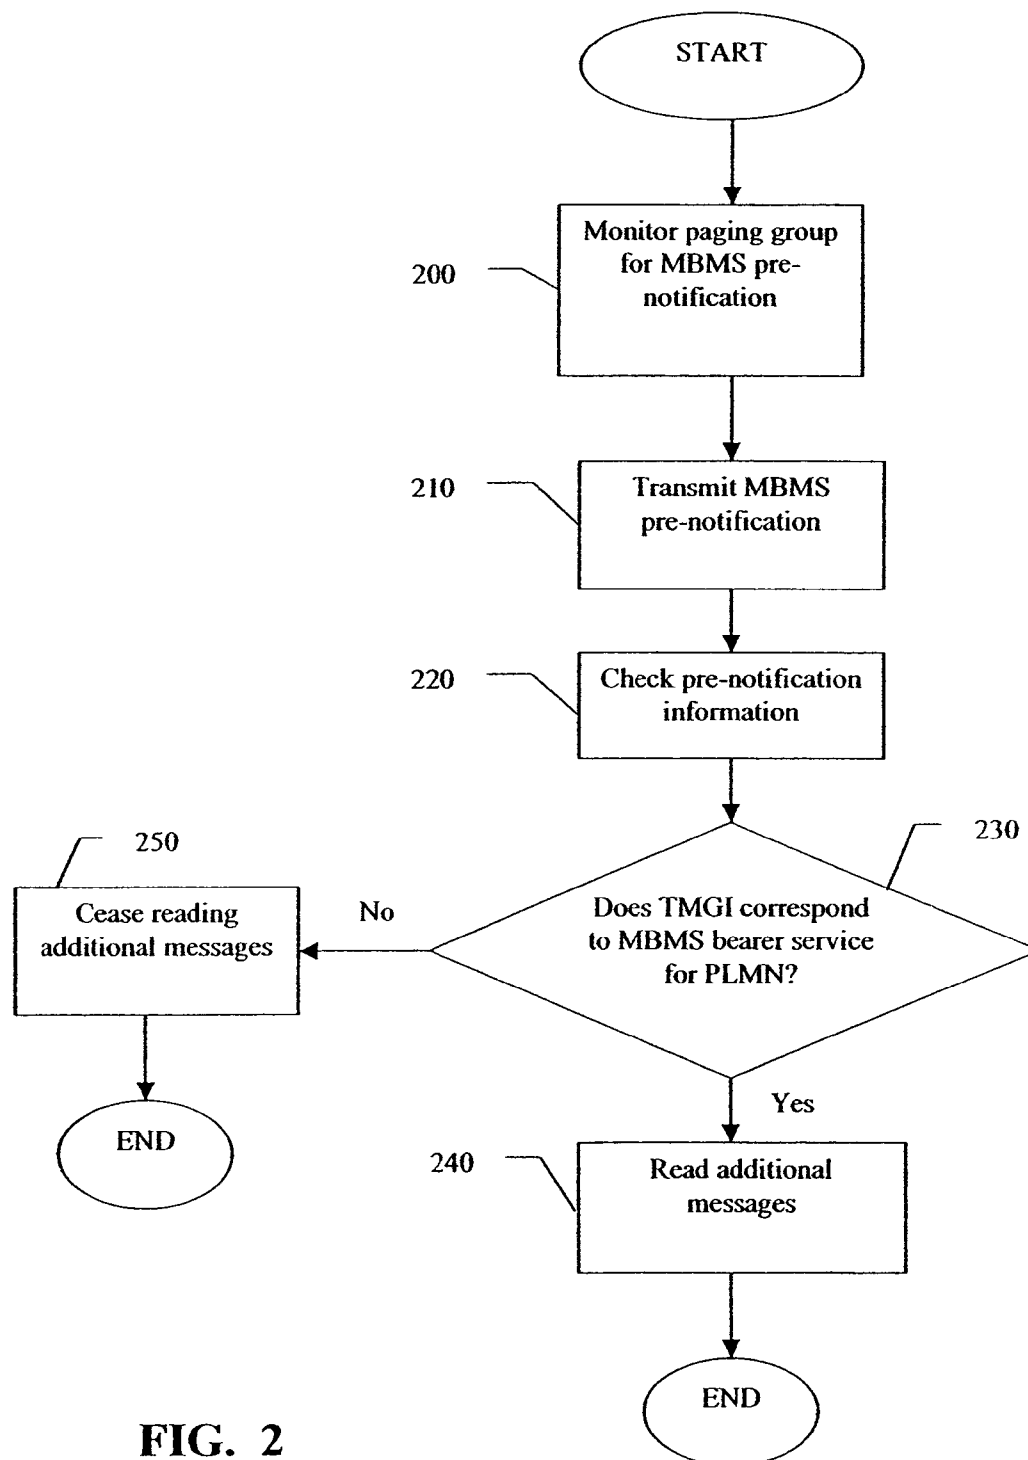 START
Monitor paging group
for MBMS pre-
notification
200
210
Transmit MBMS
pre-notification
220
Check pre-notification
information
230
Does TMGI correspond
to MBMS bearer service
for PLMN?
No
250
Cease reading
additional messages
END
Yes
240
Read additional
messages
END
FIG. 2